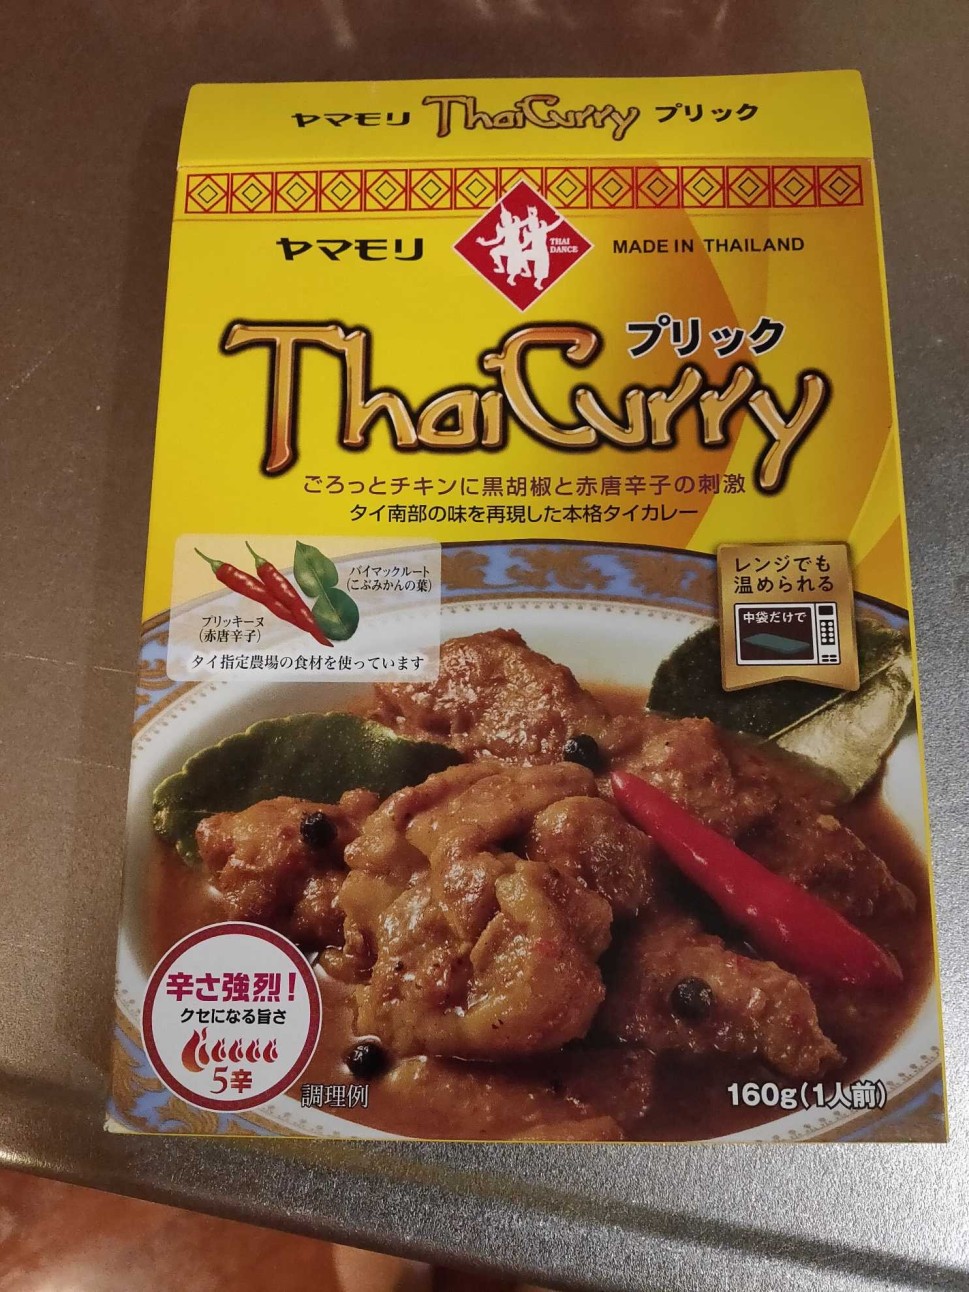 ヤマモリ ThaiCurry プリック
ヤマモリ
THAI
DANCE
MADE IN THAILAND
プリック
ThaiCurry
ごろっとチキンに黒胡椒と赤唐辛子の刺激
タイ南部の味を再現した本格タイカレー
バイマックルート
(こぶみかんの葉)
プリッキーヌ
(赤唐辛子)
タイ指定農場の食材を使っています
レンジでも
温められる
中袋だけで
辛さ強烈!
クセになる旨さ
5辛
調理例
160g(1人前)